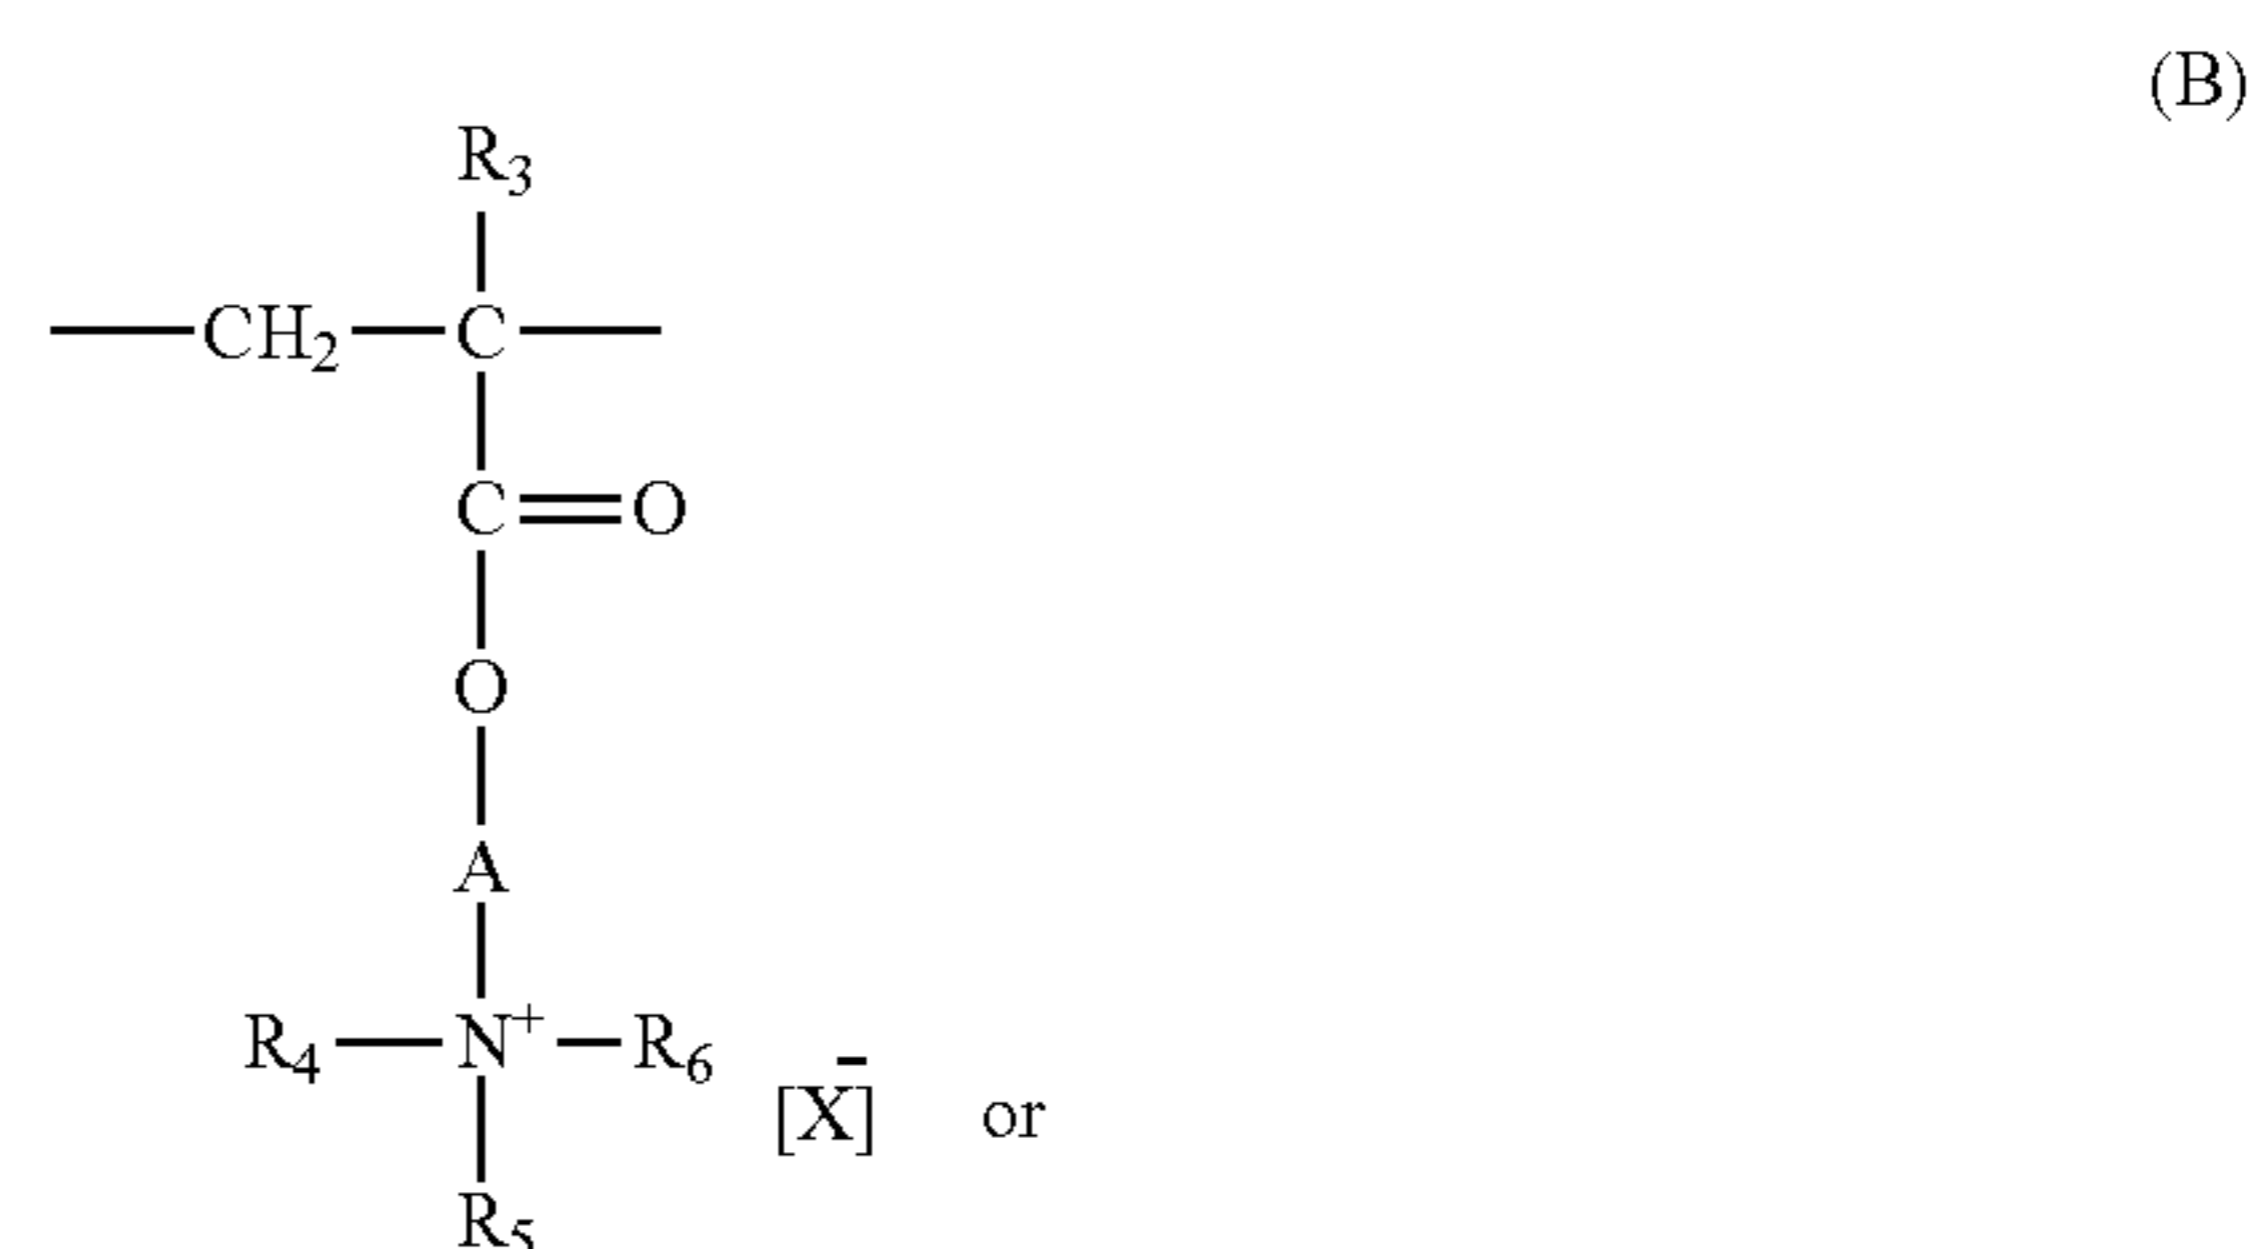 (B)
R₃
—CH₂—C—
C=O
O
A
R₄—N⁺—R₆
[X̄] or
R₅